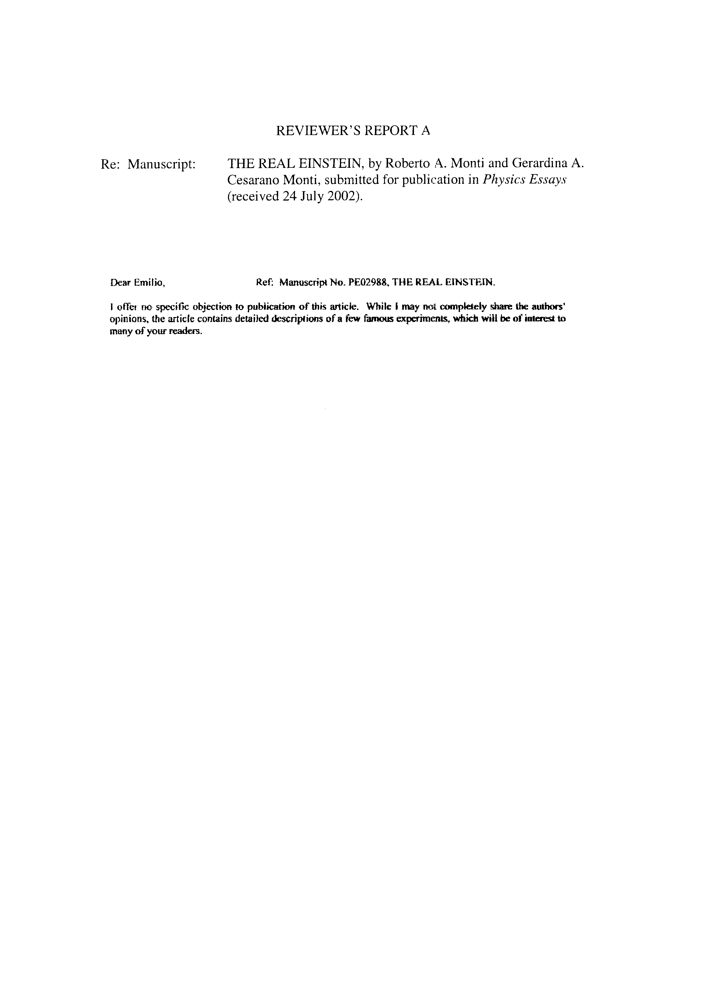 REVIEWER'S REPORT A
Re: Manuscript: THE REAL EINSTEIN, by Roberto A. Monti and Gerardina A.
Cesarano Monti, submitted for publication in Physics Essays
(received 24 July 2002).
Dear Emilio, Ref: Manuscript No. PE02988, THE REAL EINSTEIN.
I offer no specific objection to publication of this article. While I may not completely share the authors'
opinions, the article contains detailed descriptions of a few famous experiments, which will be of interest to
many of your readers.